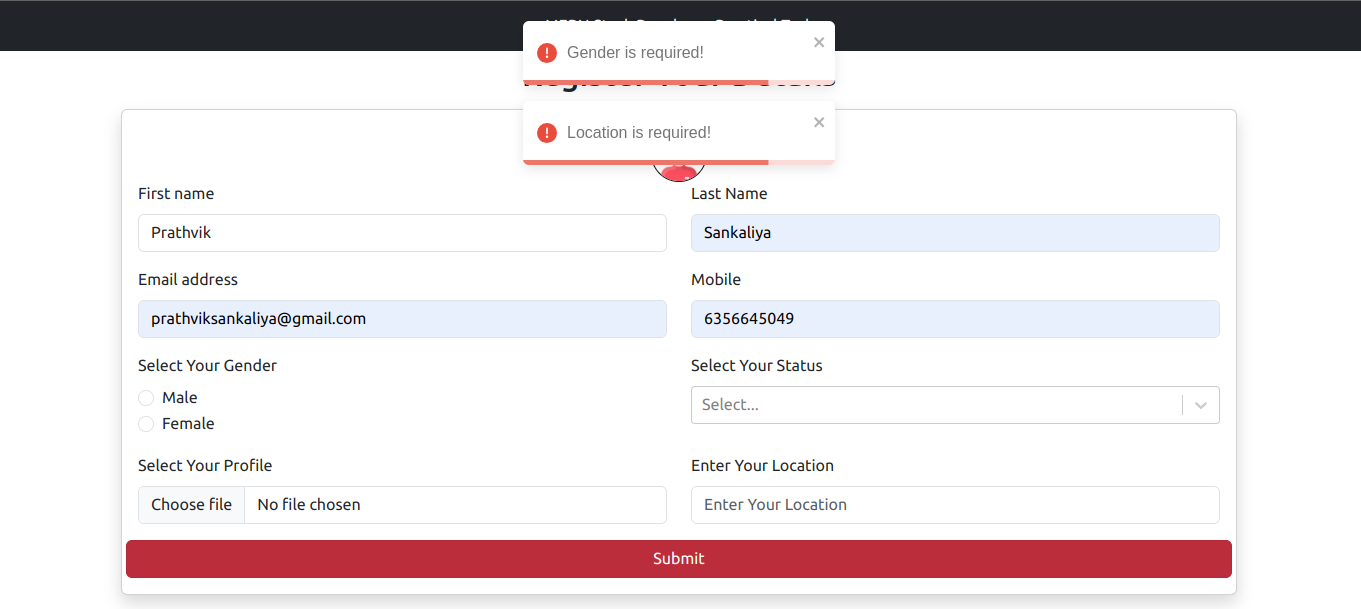 Gender is required!
Location is required!
First name
Last Name
Prathvik
Sankaliya
Email address
Mobile
prathviksankaliya@gmail.com
6356645049
Select Your Gender
Select Your Status
Male
Select...
Female
Select Your Profile
Enter Your Location
Choose file No file chosen
Enter Your Location
Submit